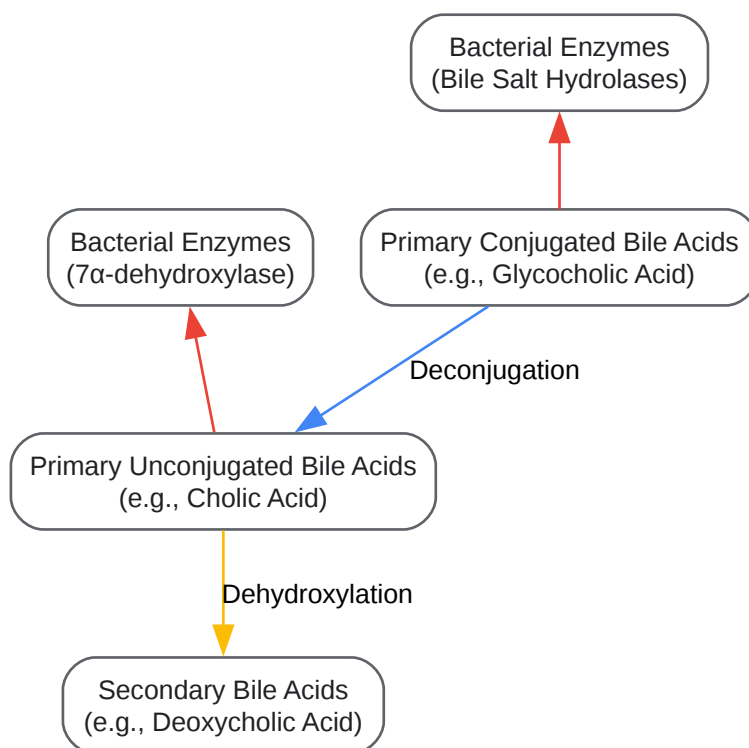 Bacterial Enzymes
(Bile Salt Hydrolases)
Bacterial Enzymes
(7α-dehydroxylase)
Primary Conjugated Bile Acids
(e.g., Glycocholic Acid)
Deconjugation
Primary Unconjugated Bile Acids
(e.g., Cholic Acid)
Dehydroxylation
Secondary Bile Acids
(e.g., Deoxycholic Acid)